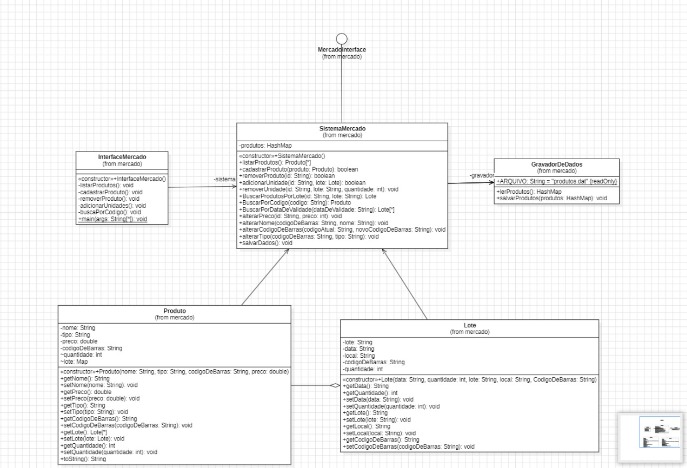 MercadoInterface
(from mercado)
SistemaMercado
(from mercado)
-produtos: HashMap
«constructor»+SistemaMercado()
+listarProdutos(): Produto[*]
+cadastrarProduto(produto: Produto): boolean
+removerProduto(id: String): boolean
+adicionarUnidade(id: String, lote: Lote): boolean
+removerUnidade(id: String, lote: String, quantidade: int): void
+BuscarProdutosPorLote(id: String, lote: String): Lote
+BuscarPorCodigo(codigo: String): Produto
+BuscarPorDataDeValidade(dataDeValidade: String): Lote[*]
+alterarPreco(id: String, preco: int): void
+alterarNome(codigoDeBarras: String, nome: String): void
+alterarCodigoDeBarras(codigoAtual: String, novoCodigoDeBarras: String): void
+alterarTipo(codigoDeBarras: String, tipo: String): void
+salvarDados(): void
InterfaceMercado
(from mercado)
«constructor»+InterfaceMercado()
-listarProdutos(): void
-cadastrarProduto(): void
-removerProduto(): void
-adicionarUnidades(): void
-buscaPorCodigo(): void
+main(args: String[*]): void
-sistema
-gravador
GravadorDeDados
(from mercado)
+ARQUIVO: String = "produtos.dat" {readOnly}
+lerProdutos(): HashMap
+salvarProdutos(produtos: HashMap): void
Produto
(from mercado)
-nome: String
-tipo: String
-preco: double
-codigoDeBarras: String
~quantidade: int
~lote: Map
«constructor»+Produto(nome: String, tipo: String, codigoDeBarras: String, preco: double)
+getNome(): String
+setNome(nome: String): void
+getPreco(): double
+setPreco(preco: double): void
+getTipo(): String
+setTipo(tipo: String): void
+getCodigoDeBarras(): String
+setCodigoDeBarras(codigoDeBarras: String): void
+getLote(): Lote[*]
+setLote(lote: Lote): void
+getQuantidade(): int
+setQuantidade(quantidade: int): void
+toString(): String
Lote
(from mercado)
-lote: String
-data: String
-local: String
-codigoDeBarras: String
-quantidade: int
«constructor»+Lote(data: String, quantidade: int, lote: String, local: String, CodigoDeBarras: String)
+getData(): String
+getQuantidade(): int
+setData(data: String): void
+setQuantidade(quantidade: int): void
+getLote(): String
+setLote(lote: String): void
+getLocal(): String
+setLocal(local: String): void
+getCodigoDeBarras(): String
+setCodigoDeBarras(codigoDeBarras: String): void